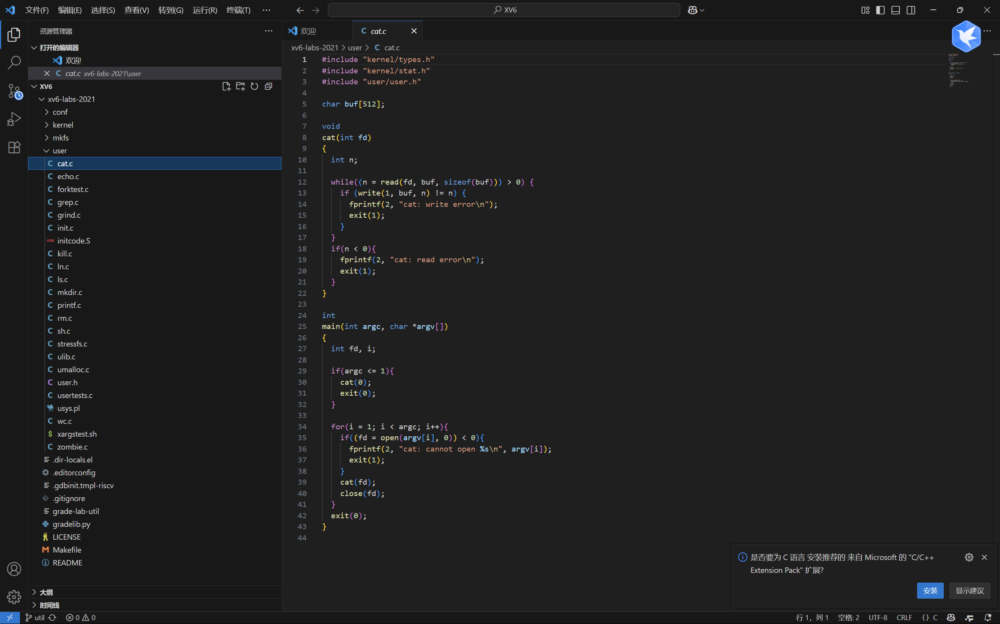 文件(F) 编辑(E) 选择(S) 查看(V) 转到(G) 运行(R) 终端(T) ··· XV6
资源管理器
打开的编辑器
欢迎
cat.c xv6-labs-2021\user
XV6
xv6-labs-2021
conf
kernel
mkfs
user
cat.c
echo.c
forktest.c
grep.c
grind.c
init.c
ASM initcode.S
kill.c
ln.c
ls.c
mkdir.c
printf.c
rm.c
sh.c
stressfs.c
ulib.c
umalloc.c
user.h
usertests.c
usys.pl
wc.c
xargstest.sh
zombie.c
.dir-locals.el
.editorconfig
.gdbinit.tmpl-riscv
.gitignore
grade-lab-util
gradelib.py
LICENSE
Makefile
README
大纲
时间线
欢迎 C cat.c
xv6-labs-2021 > user > C cat.c
1 #include "kernel/types.h"
2 #include "kernel/stat.h"
3 #include "user/user.h"
4
5 char buf[512];
6
7 void
8 cat(int fd)
9 {
10 int n;
11
12 while((n = read(fd, buf, sizeof(buf))) > 0) {
13 if (write(1, buf, n) != n) {
14 fprintf(2, "cat: write error\n");
15 exit(1);
16 }
17 }
18 if(n < 0){
19 fprintf(2, "cat: read error\n");
20 exit(1);
21 }
22 }
23
24 int
25 main(int argc, char *argv[])
26 {
27 int fd, i;
28
29 if(argc <= 1){
30 cat(0);
31 exit(0);
32 }
33
34 for(i = 1; i < argc; i++){
35 if((fd = open(argv[i], 0)) < 0){
36 fprintf(2, "cat: cannot open %s\n", argv[i]);
37 exit(1);
38 }
39 cat(fd);
40 close(fd);
41 }
42 exit(0);
43 }
44
是否要为 C 语言 安装推荐的 来自 Microsoft 的 "C/C++
Extension Pack" 扩展?
安装 显示建议
util 0 0 行 1，列 1 空格: 2 UTF-8 CRLF {} C